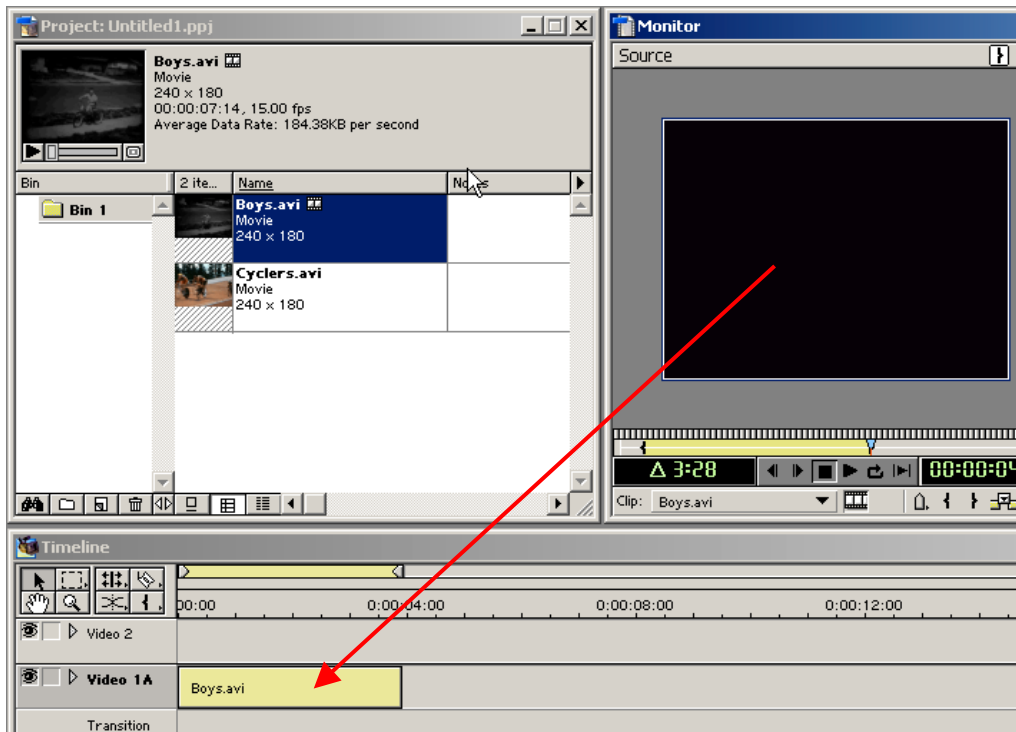 Project: Untitled1.ppj
Boys.avi
Movie
240 x 180
00:00:07:14, 15.00 fps
Average Data Rate: 184.38KB per second
Bin
2 ite...
Name
Bin 1
Boys.avi
Movie
240 x 180
Cyclers.avi
Movie
240 x 180
Monitor
Source
Δ 3:28
00:00:04
Clip: Boys.avi
Timeline
00:00
0:00:04:00
0:00:08:00
0:00:12:00
Video 2
Video 1A
Boys.avi
Transition